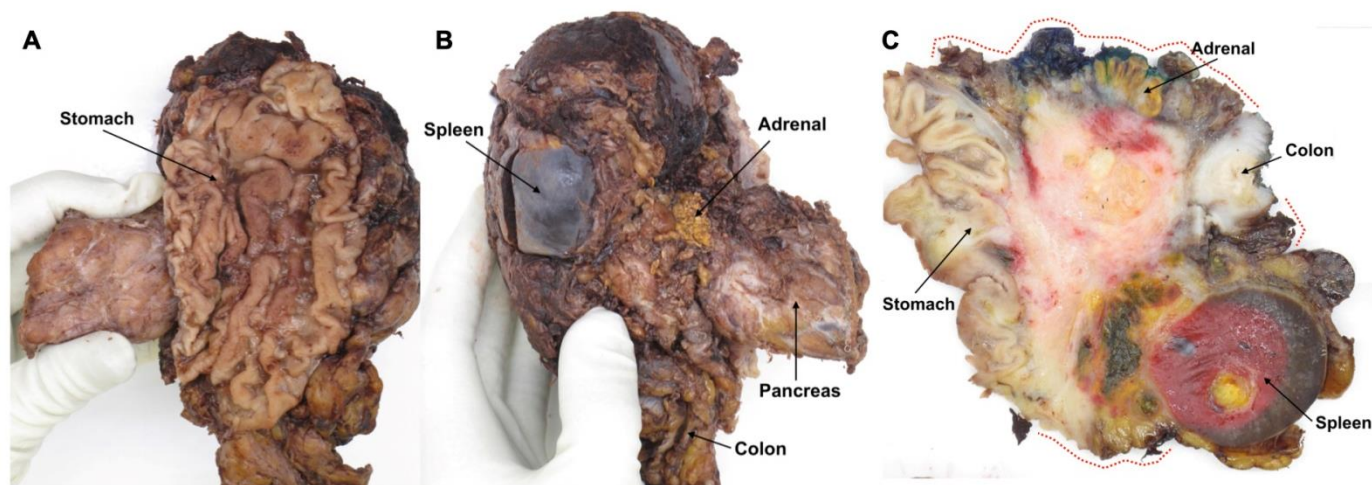 A
Stomach
B
Spleen
Adrenal
Pancreas
Colon
C
Adrenal
Colon
Stomach
Spleen